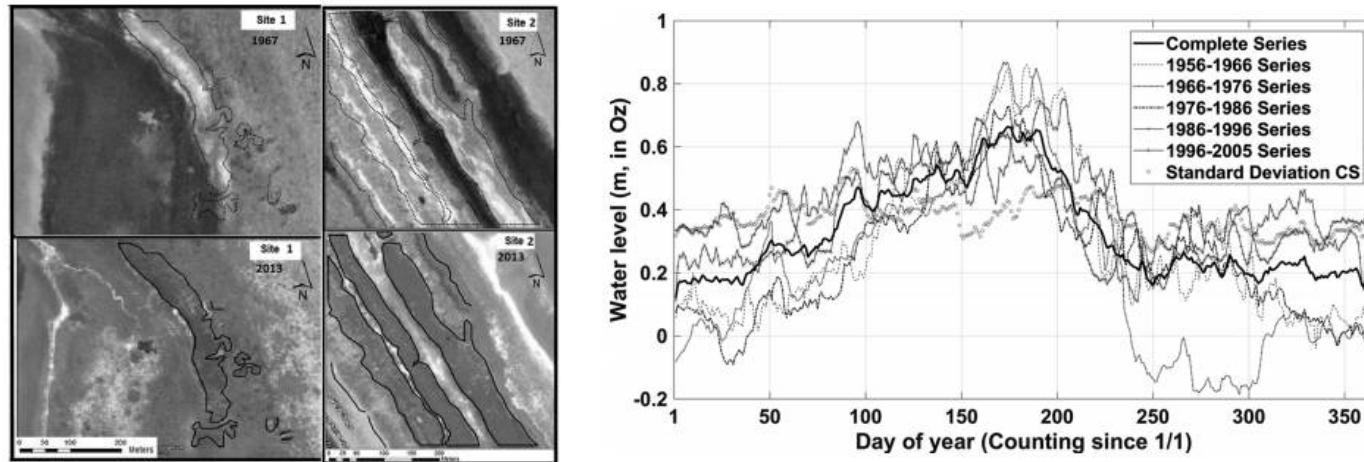 Site 1
1967
N
Site 2
1967
N
Site 1
2013
N
0 50 100 200
Meters
Site 2
2013
N
Meters
Water level (m, in Oz)
1
0.8
0.6
0.4
0.2
0
-0.2
Complete Series
1956-1966 Series
1966-1976 Series
1976-1986 Series
1986-1996 Series
1996-2005 Series
Standard Deviation CS
1 50 100 150 200 250 300 350
Day of year (Counting since 1/1)